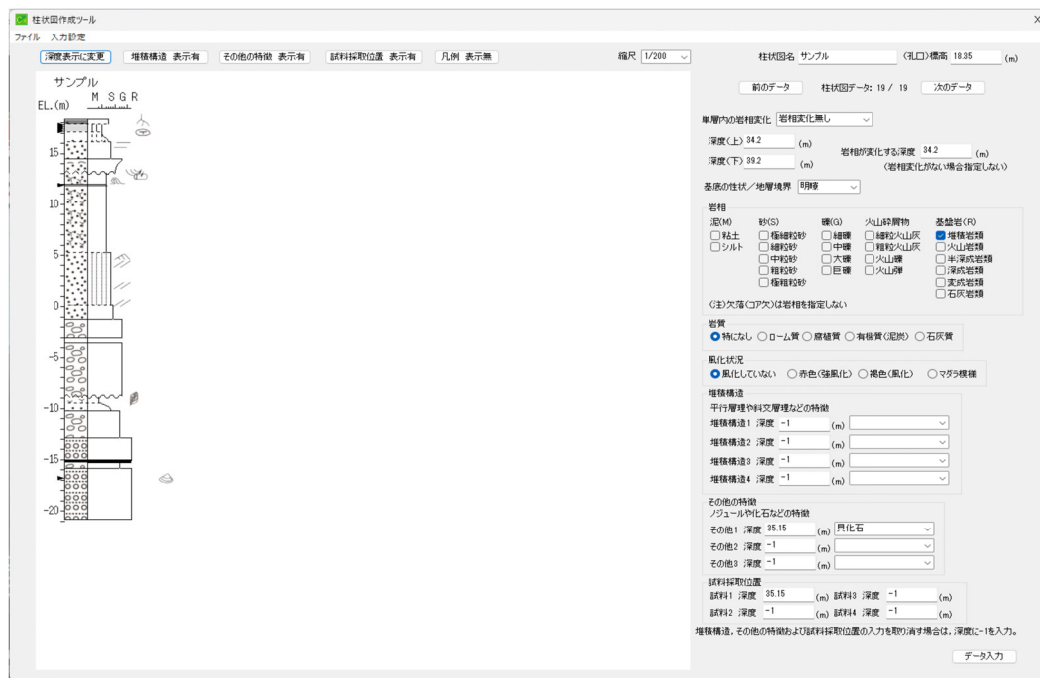 柱状図作成ツール
ファイル 入力設定
深度表示に変更 堆積構造 表示有 その他の特徴 表示有 試料採取位置 表示有 凡例 表示無 縮尺 1/200
柱状図名 サンプル (孔口)標高 18.35 (m)
前のデータ 柱状図データ: 19 / 19 次のデータ
サンプル
M S G R
EL.(m)
15
10
5
0
-5
-10
-15
-20
単層内の岩相変化 岩相変化無し
深度(上) 34.2 (m)
深度(下) 39.2 (m)
岩相が変化する深度 34.2 (m)
(岩相変化がない場合指定しない)
基底の性状/地層境界 明瞭
岩相
泥(M) 砂(S) 礫(G) 火山砕屑物 基盤岩(R)
粘土 極細粒砂 細礫 細粒火山灰 堆積岩類
シルト 細粒砂 中礫 粗粒火山灰 火山岩類
中粒砂 大礫 火山礫 半深成岩類
粗粒砂 巨礫 火山弾 深成岩類
極粗粒砂 変成岩類
石灰岩類
(注)欠落(コア欠)は岩相を指定しない
岩質
特になし ローム質 腐植質 有機質(泥炭) 石灰質
風化状況
風化していない 赤色(強風化) 褐色(風化) マダラ模様
堆積構造
平行層理や斜交層理などの特徴
堆積構造1 深度 -1 (m)
堆積構造2 深度 -1 (m)
堆積構造3 深度 -1 (m)
堆積構造4 深度 -1 (m)
その他の特徴
ノジュールや化石などの特徴
その他1 深度 35.15 (m) 貝化石
その他2 深度 -1 (m)
その他3 深度 -1 (m)
試料採取位置
試料1 深度 35.15 (m) 試料3 深度 -1 (m)
試料2 深度 -1 (m) 試料4 深度 -1 (m)
堆積構造，その他の特徴および試料採取位置の入力を取り消す場合は，深度に-1を入力。
データ入力